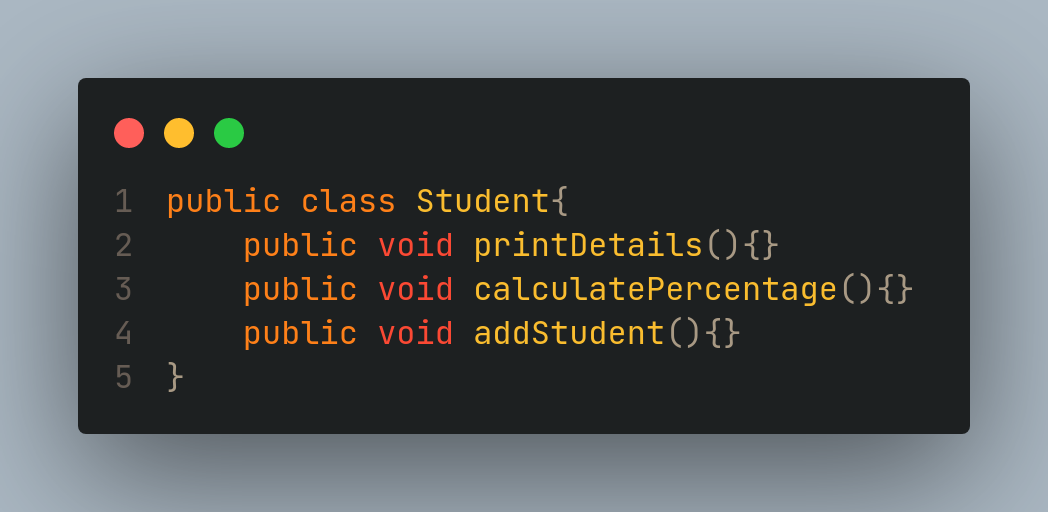 1 public class Student{
2     public void printDetails(){}
3     public void calculatePercentage(){}
4     public void addStudent(){}
5 }